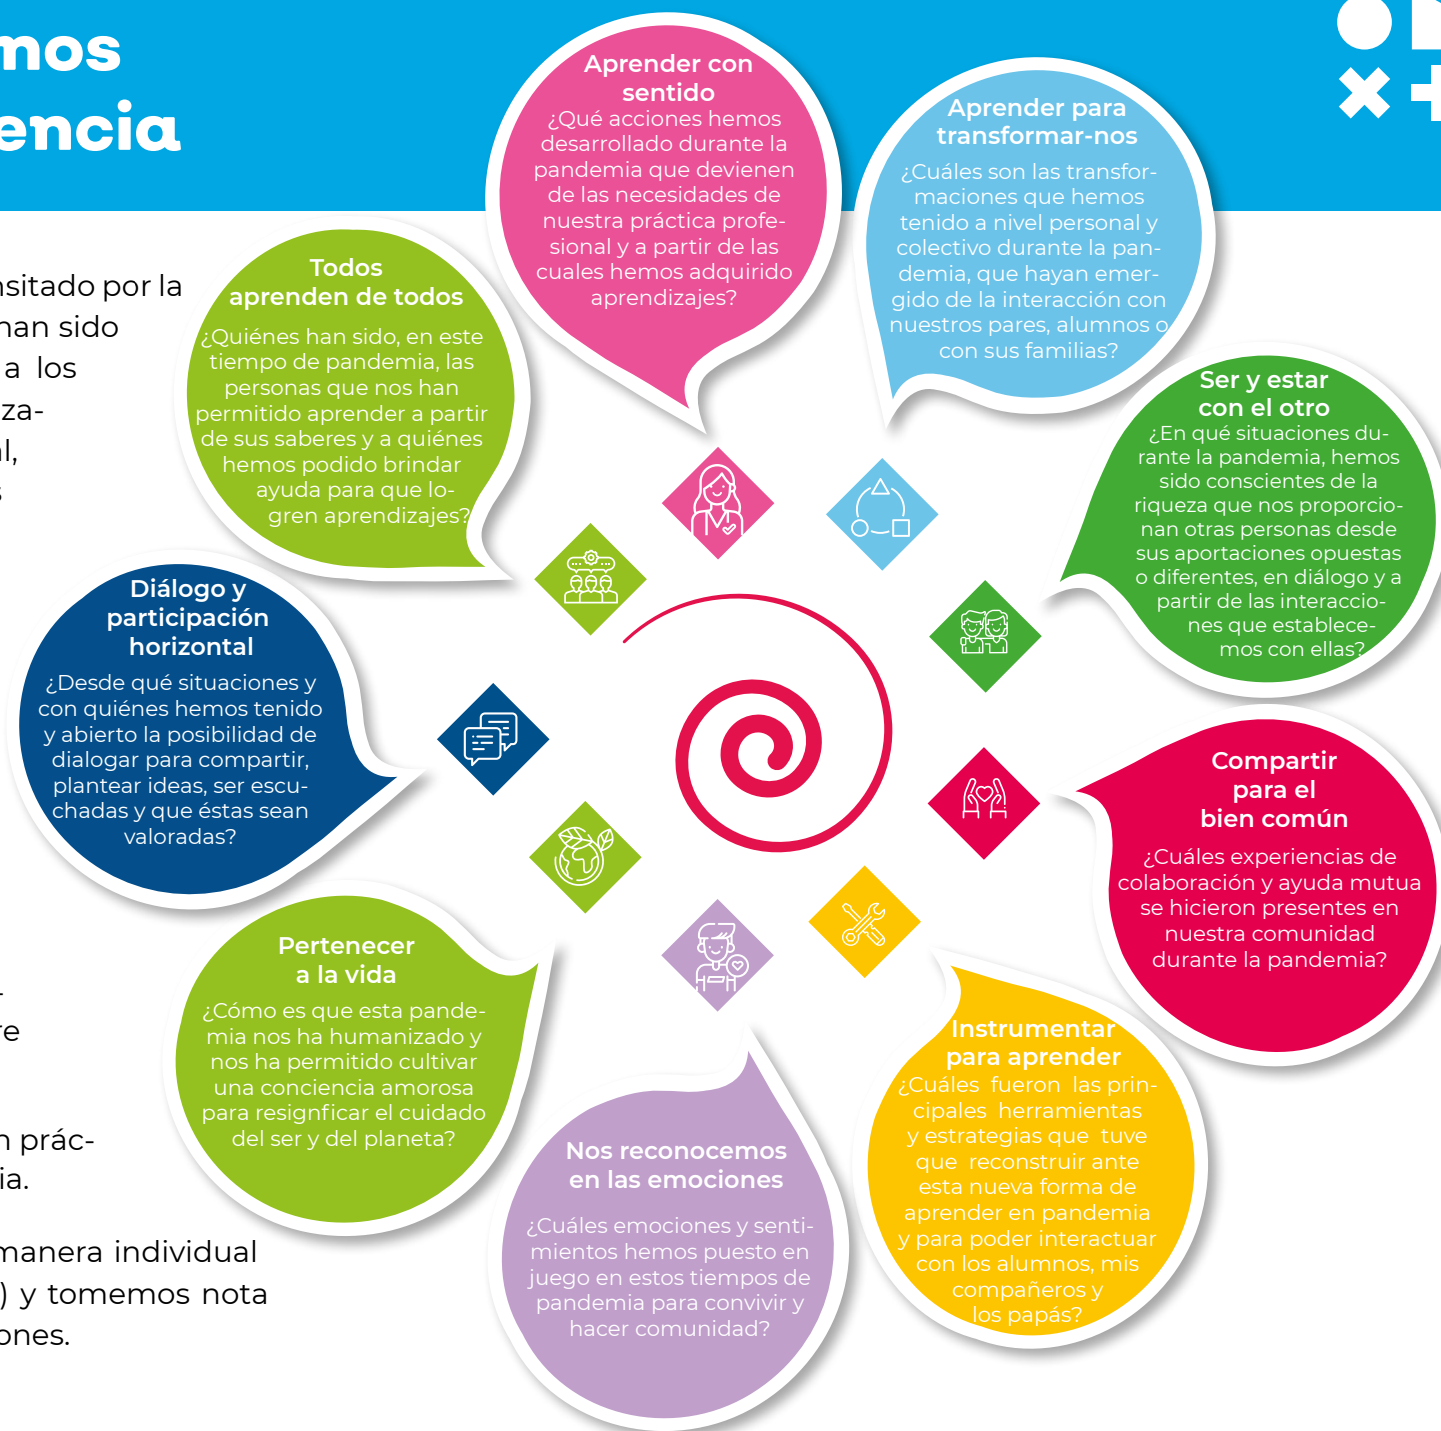 mos
encia
nsitado por la
han sido
a los
za-
l,
s
-
re
n prác-
ia.
manera individual
) y tomemos nota
ones.
Aprender con
sentido
¿Qué acciones hemos
desarrollado durante la
pandemia que devienen
de las necesidades de
nuestra práctica profe-
sional y a partir de las
cuales hemos adquirido
aprendizajes?
Aprender para
transformar-nos
¿Cuáles son las transfor-
maciones que hemos
tenido a nivel personal y
colectivo durante la pan-
demia, que hayan emer-
gido de la interacción con
nuestros pares, alumnos o
con sus familias?
Ser y estar
con el otro
¿En qué situaciones du-
rante la pandemia, hemos
sido conscientes de la
riqueza que nos proporcio-
nan otras personas desde
sus aportaciones opuestas
o diferentes, en diálogo y a
partir de las interaccio-
nes que establece-
mos con ellas?
Compartir
para el
bien común
¿Cuáles experiencias de
colaboración y ayuda mutua
se hicieron presentes en
nuestra comunidad
durante la pandemia?
Instrumentar
para aprender
¿Cuáles fueron las prin-
cipales herramientas
y estrategias que tuve
que reconstruir ante
esta nueva forma de
aprender en pandemia
y para poder interactuar
con los alumnos, mis
compañeros y
los papás?
Nos reconocemos
en las emociones
¿Cuáles emociones y senti-
mientos hemos puesto en
juego en estos tiempos de
pandemia para convivir y
hacer comunidad?
Pertenecer
a la vida
¿Cómo es que esta pande-
mia nos ha humanizado y
nos ha permitido cultivar
una conciencia amorosa
para resignficar el cuidado
del ser y del planeta?
Diálogo y
participación
horizontal
¿Desde qué situaciones y
con quiénes hemos tenido
y abierto la posibilidad de
dialogar para compartir,
plantear ideas, ser escu-
chadas y que éstas sean
valoradas?
Todos
aprenden de todos
¿Quiénes han sido, en este
tiempo de pandemia, las
personas que nos han
permitido aprender a partir
de sus saberes y a quiénes
hemos podido brindar
ayuda para que lo-
gren aprendizajes?